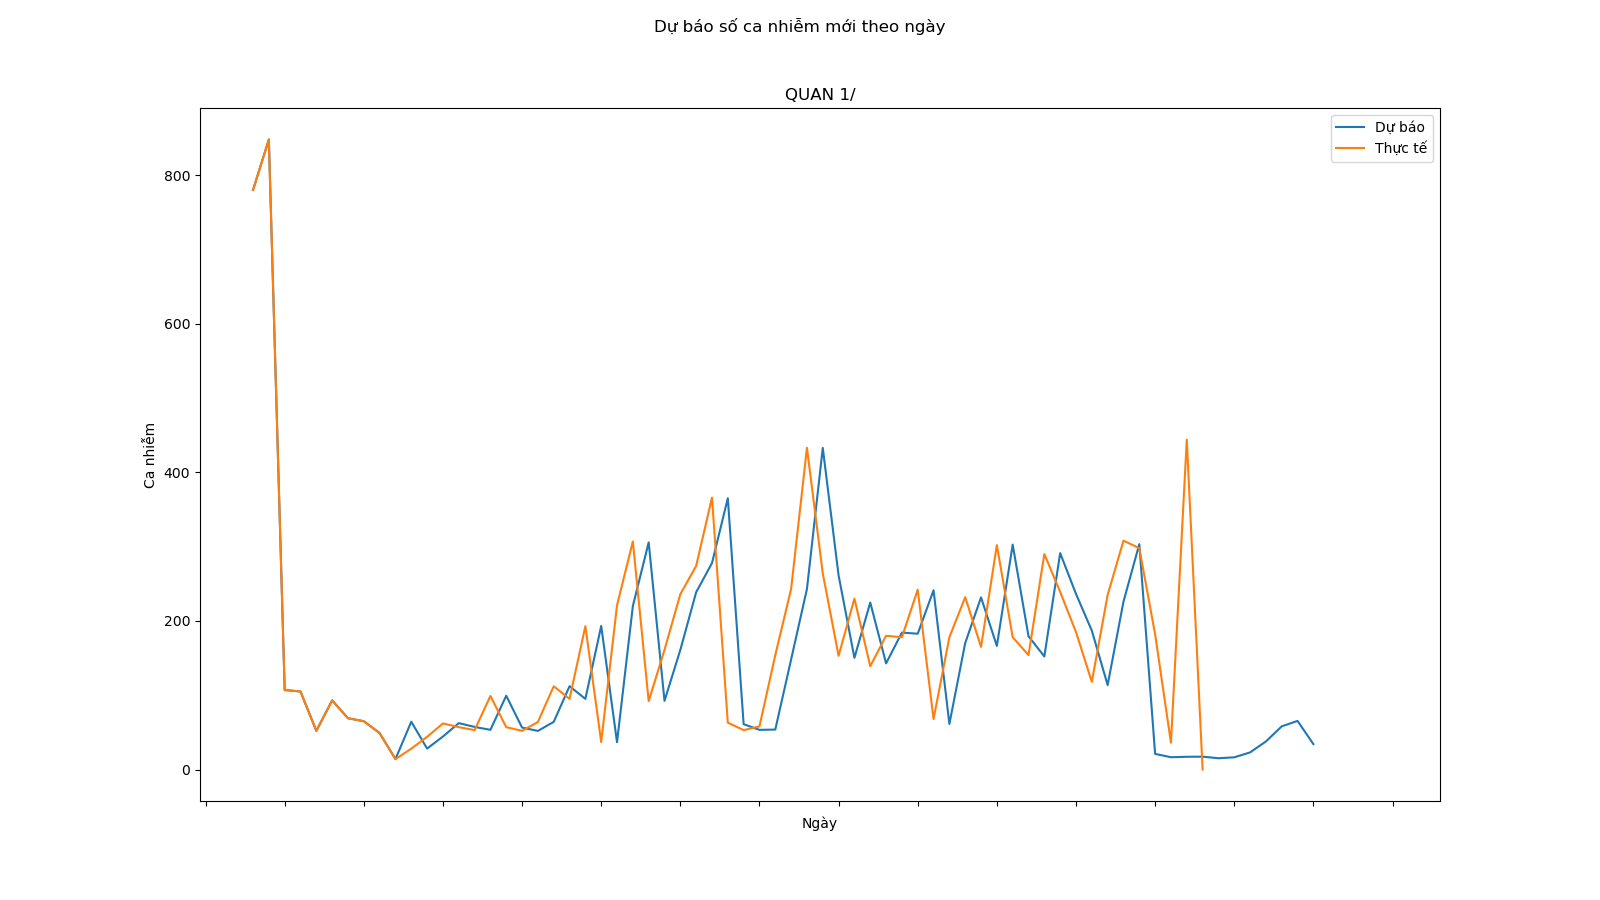 Dự báo số ca nhiễm mới theo ngày
QUAN 1/
Dự báo
Thực tế
800
600
400
200
0
Ca nhiễm
Ngày